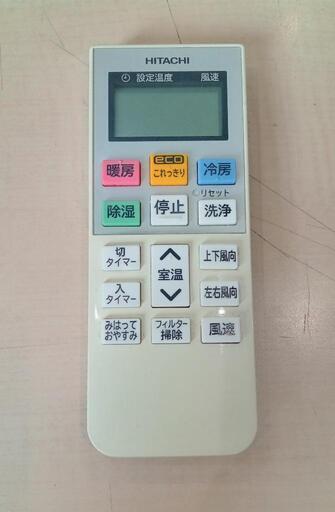 HITACHI
設定温度 風速
暖房
eco
これっきり
冷房
リセット
除湿
停止
洗浄
切
タイマー
室温
上下風向
入
タイマー
左右風向
みはって
おやすみ
フィルター
掃除
風速